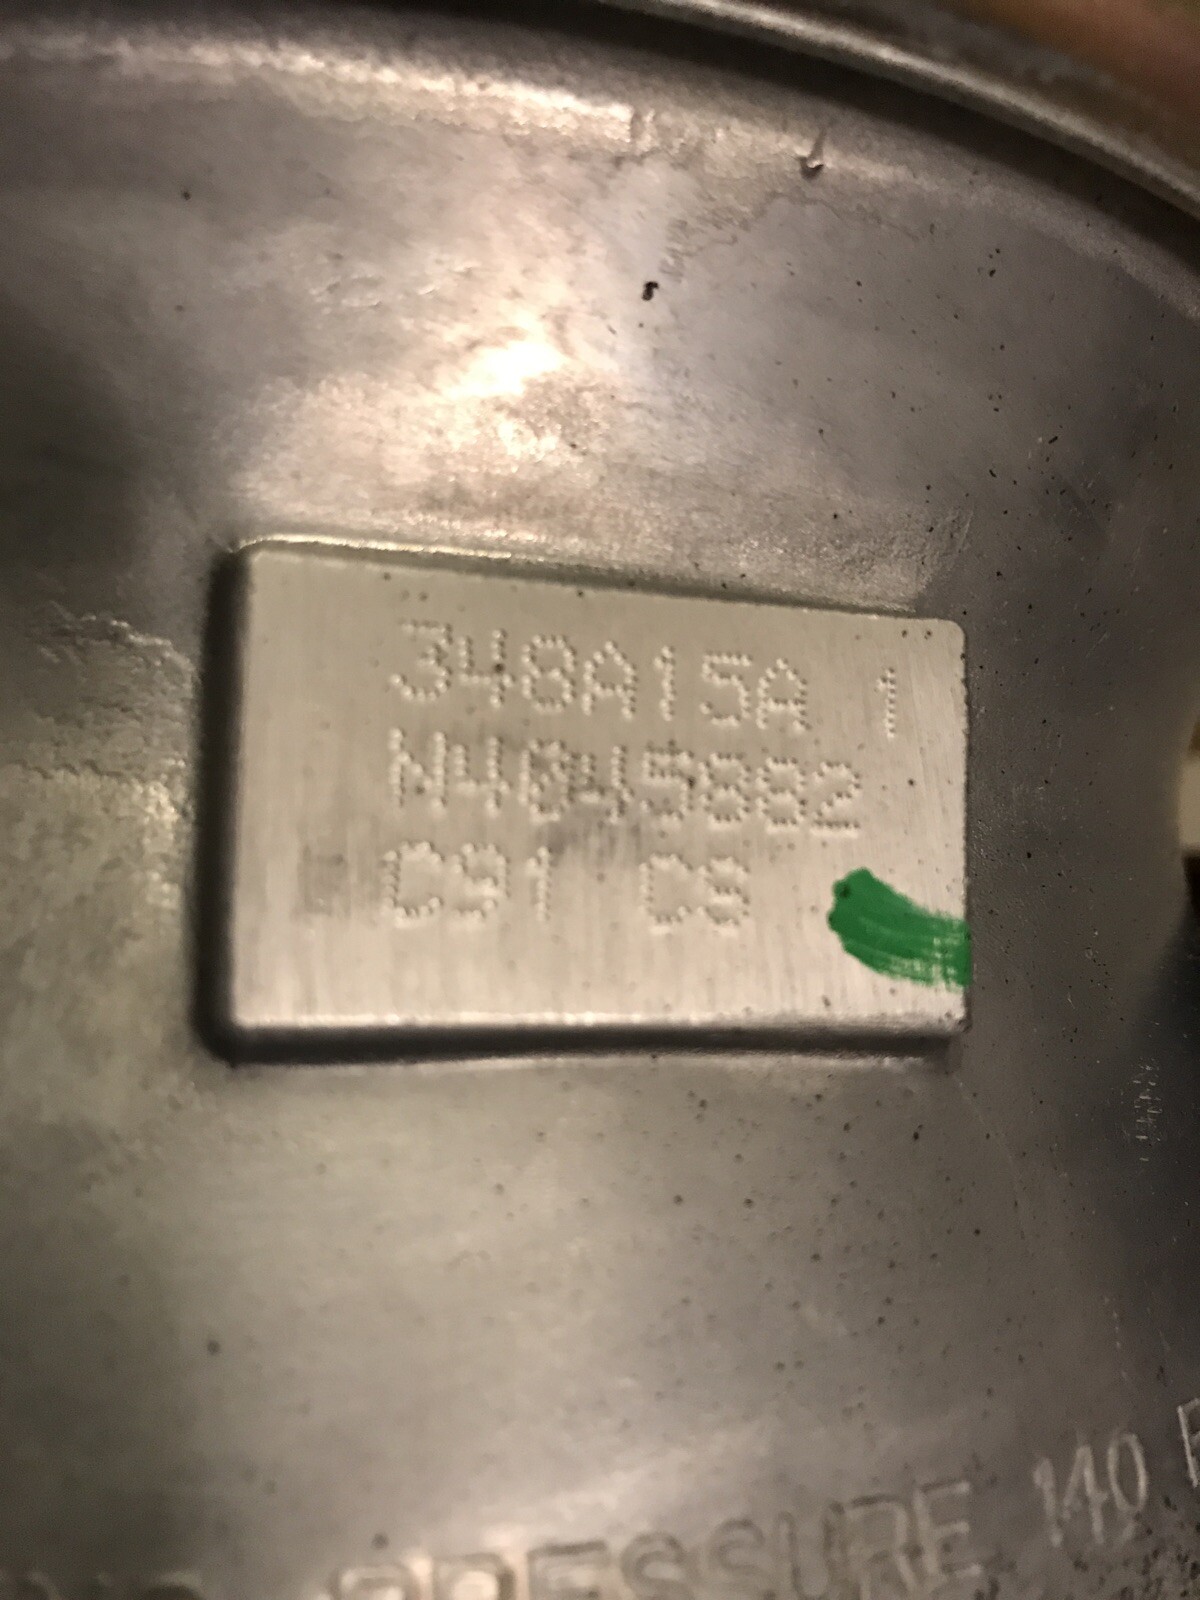 348A15A 1
N4045882
C91 C8
PRESSURE 140